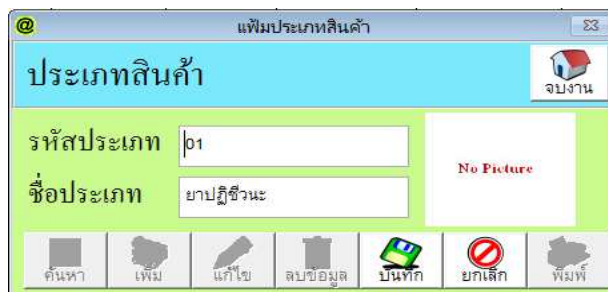 @ แฟ้มประเภทสินค้า
ประเภทสินค้า
จบงาน
รหัสประเภท 01
No Picture
ชื่อประเภท ยาปฏิชีวนะ
ค้นหา เพิ่ม แก้ไข ลบข้อมูล บันทึก ยกเลิก พิมพ์